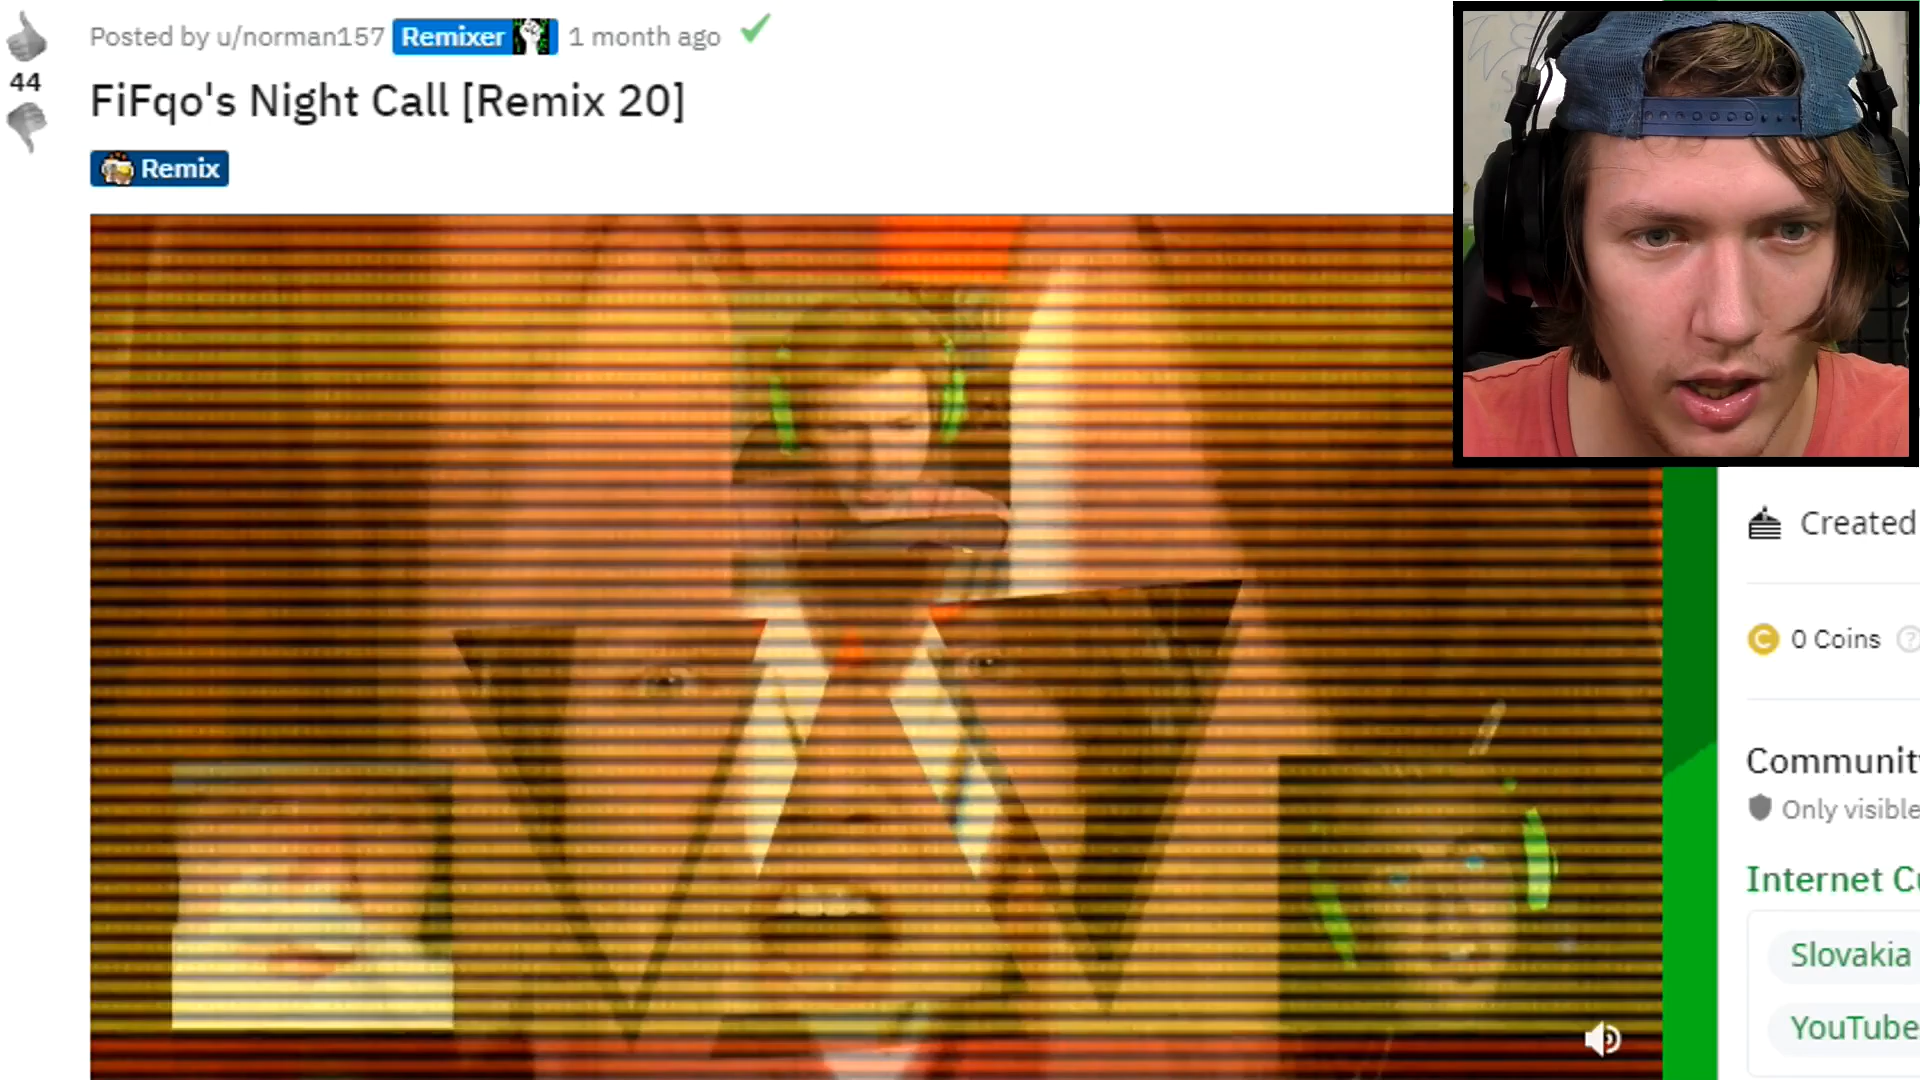 Posted by u/norman157 Remixer 1 month ago
44
FiFqo's Night Call [Remix 20]
Remix
Created
0 Coins
Only visible
Internet
Slovakia
YouTube